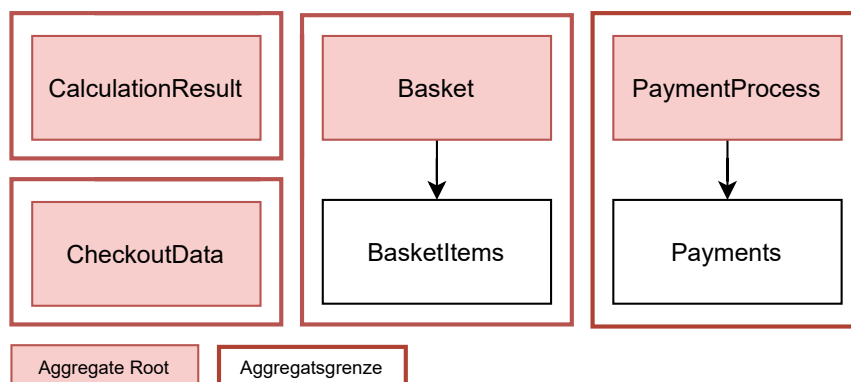 CalculationResult
Basket
PaymentProcess
CheckoutData
BasketItems
Payments
Aggregate Root
Aggregatsgrenze